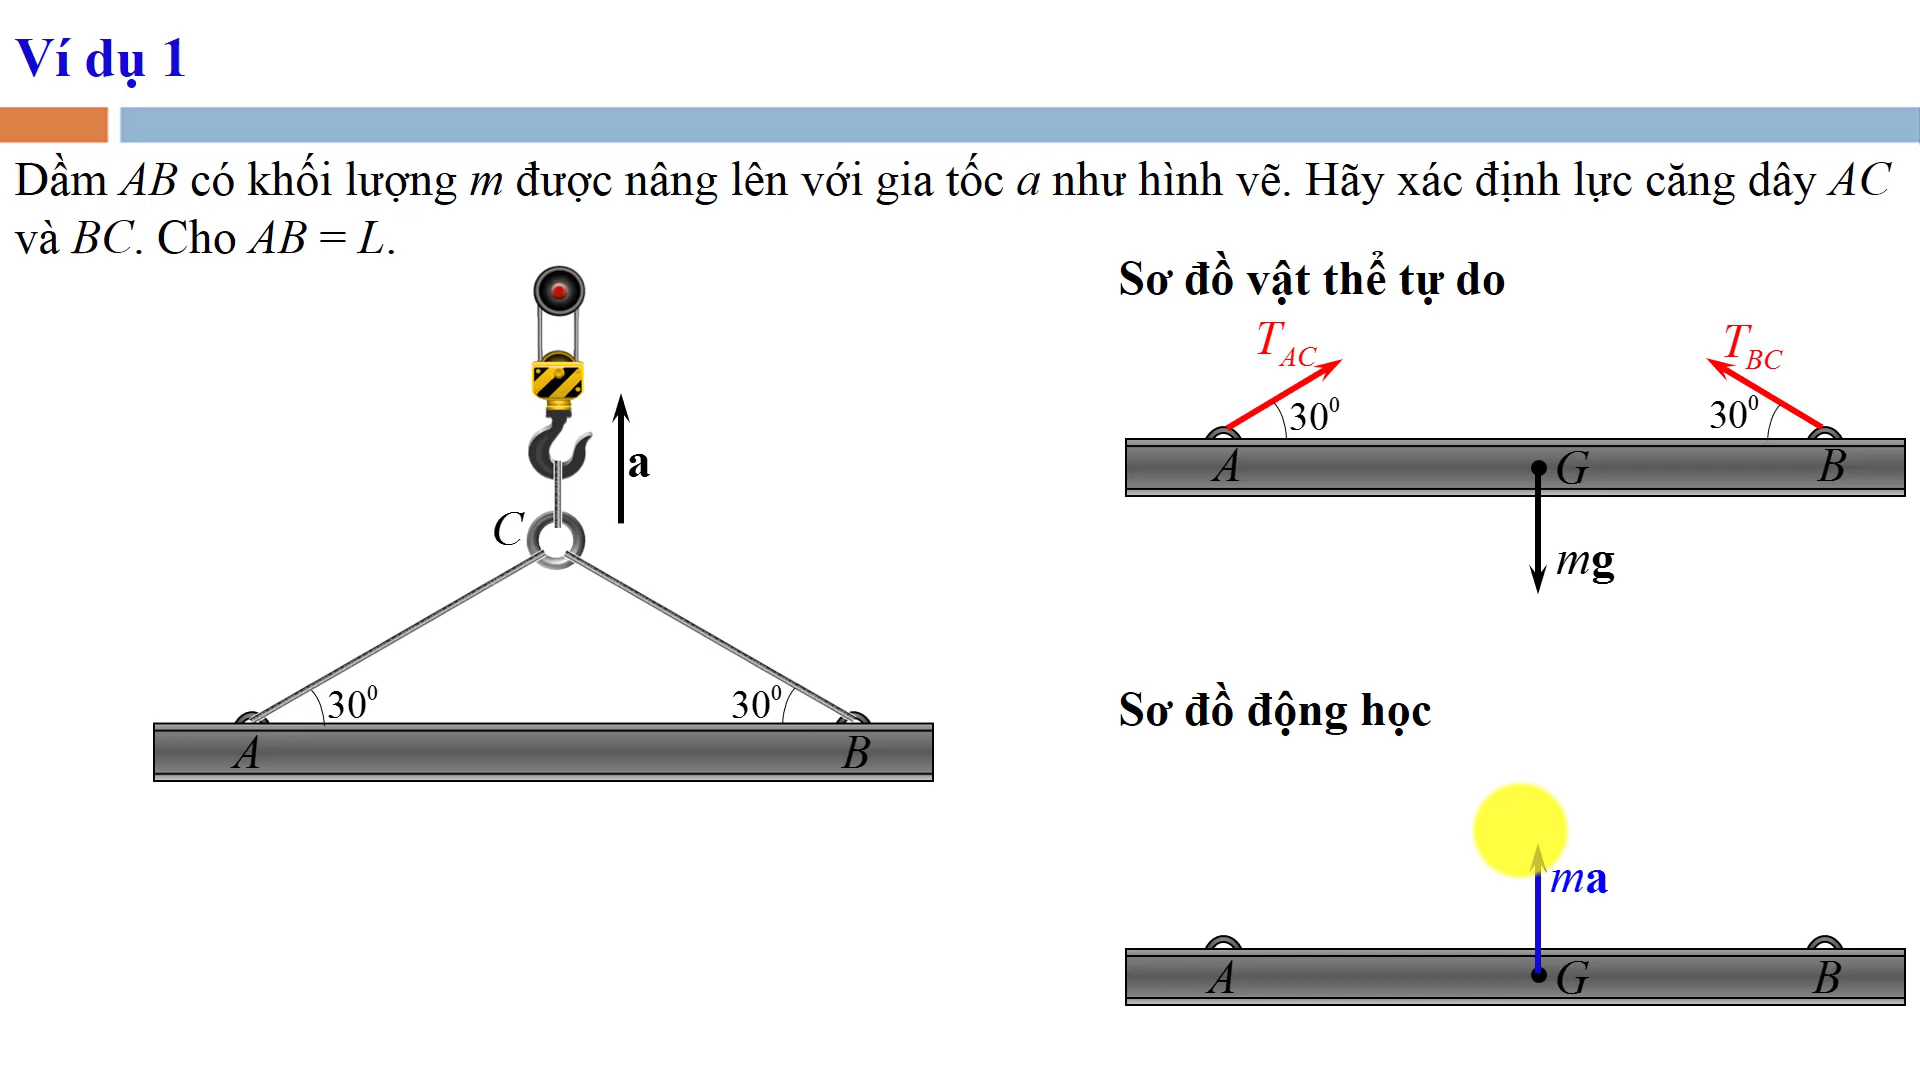 Ví dụ 1
Dầm AB có khối lượng m được nâng lên với gia tốc a như hình vẽ. Hãy xác định lực căng dây AC
và BC. Cho AB = L.
a
C
30⁰ 30⁰
A B
Sơ đồ vật thể tự do
T_AC T_BC
30⁰ 30⁰
A G B
mg
Sơ đồ động học
ma
A G B